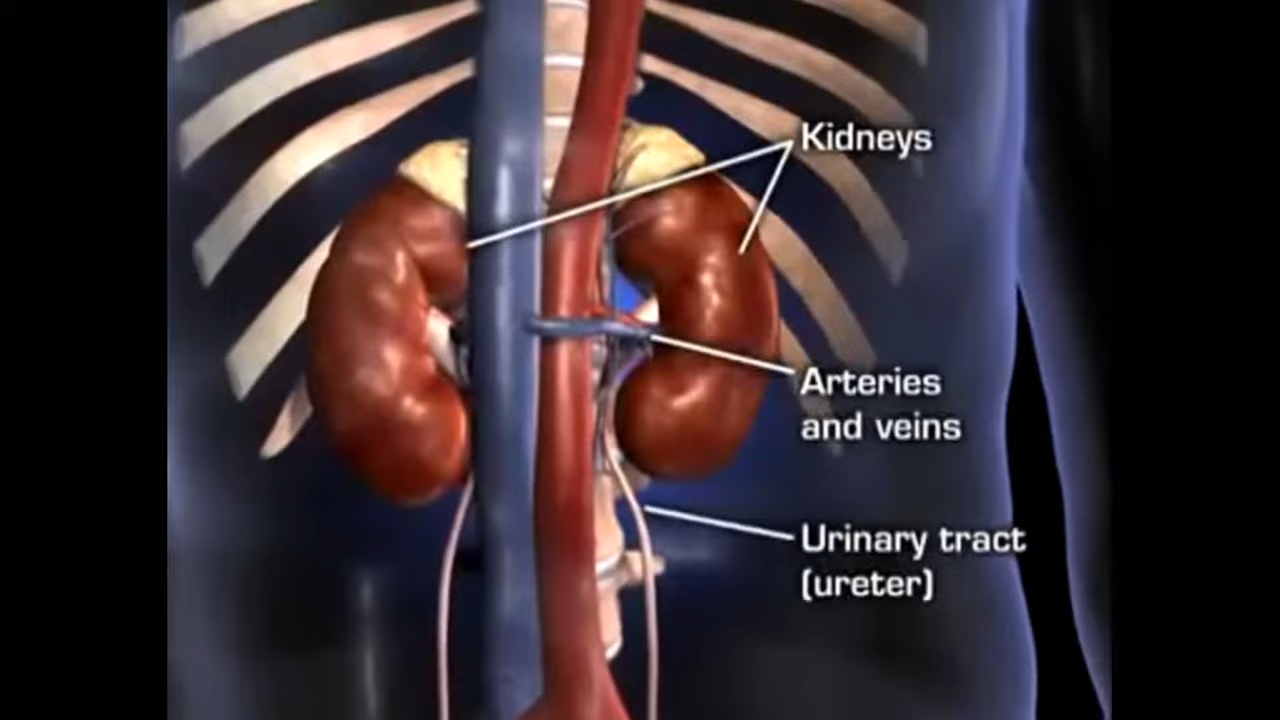 Kidneys
Arteries
and veins
Urinary tract
(ureter)